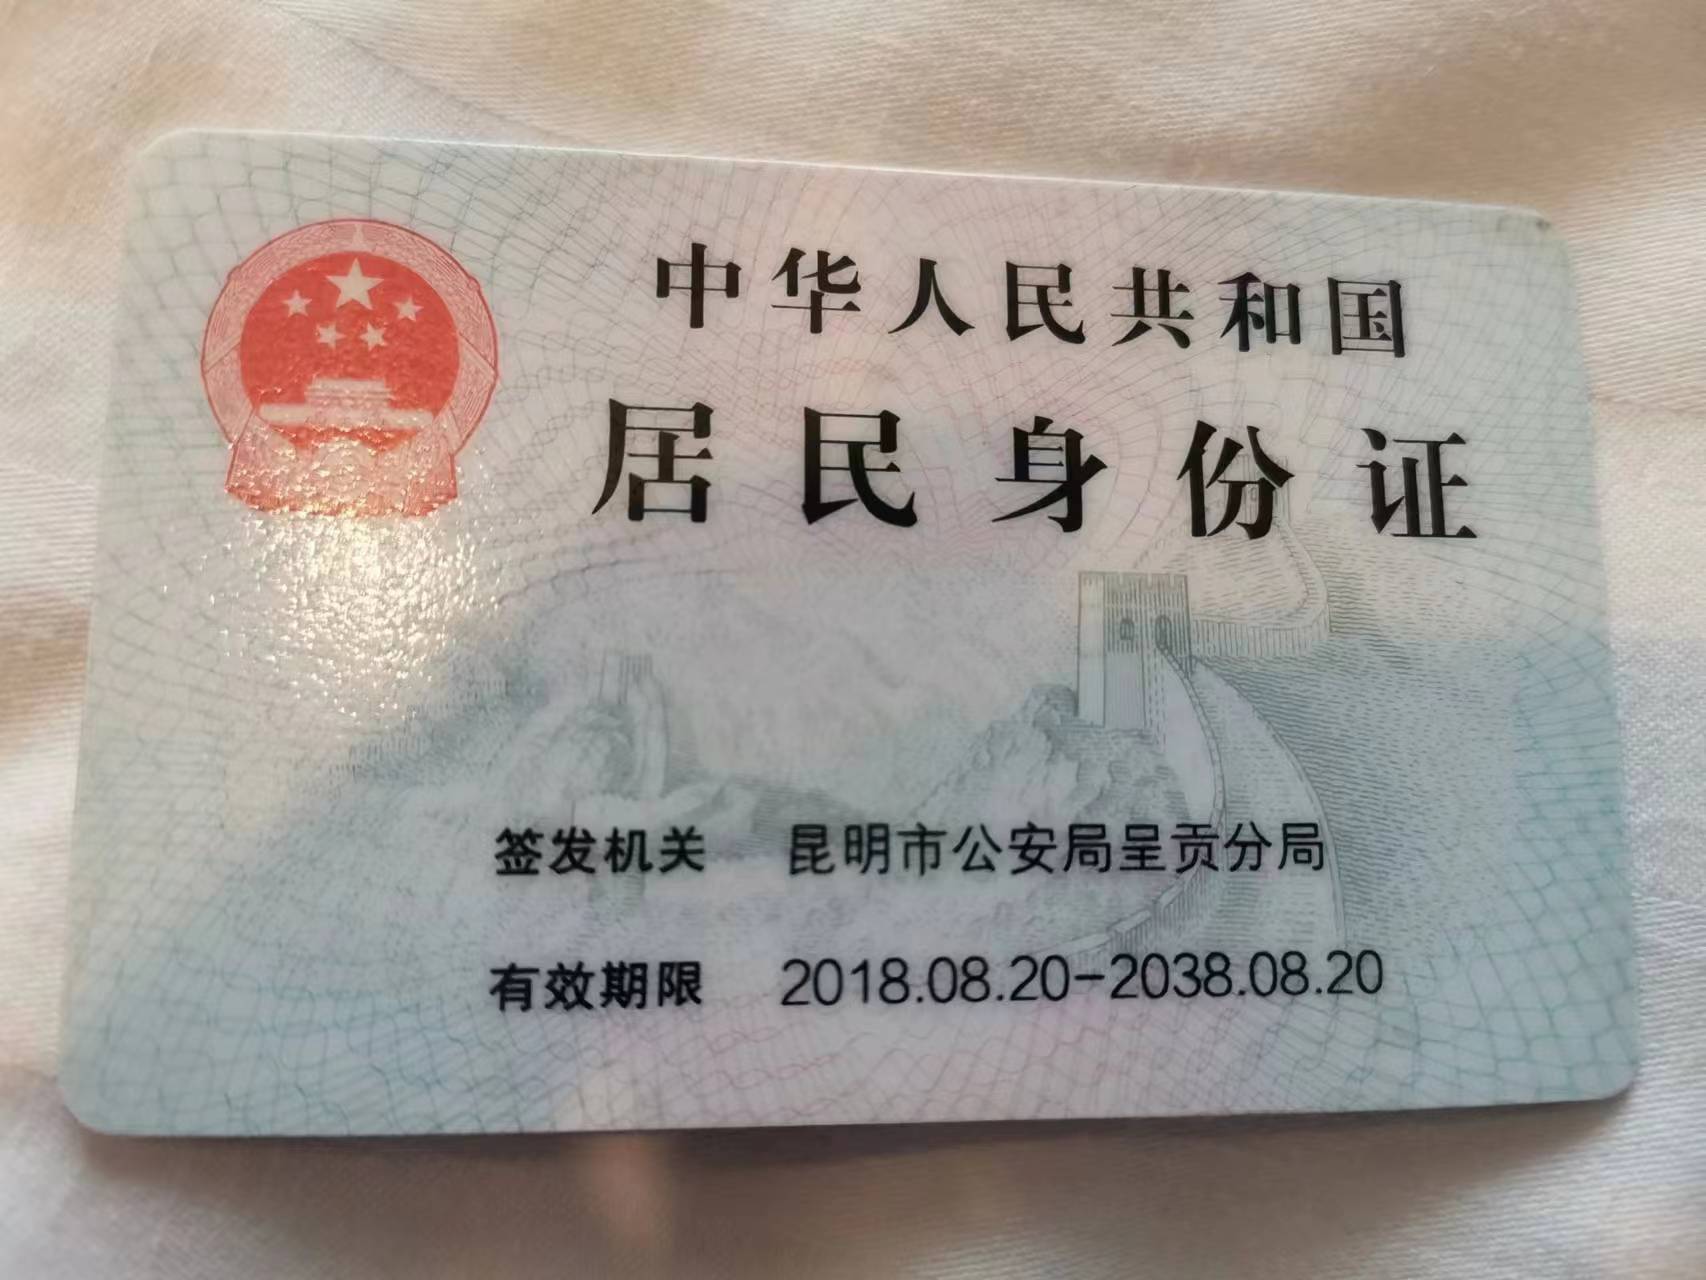 中华人民共和国
居民身份证
签发机关 昆明市公安局呈贡分局
有效期限 2018.08.20-2038.08.20